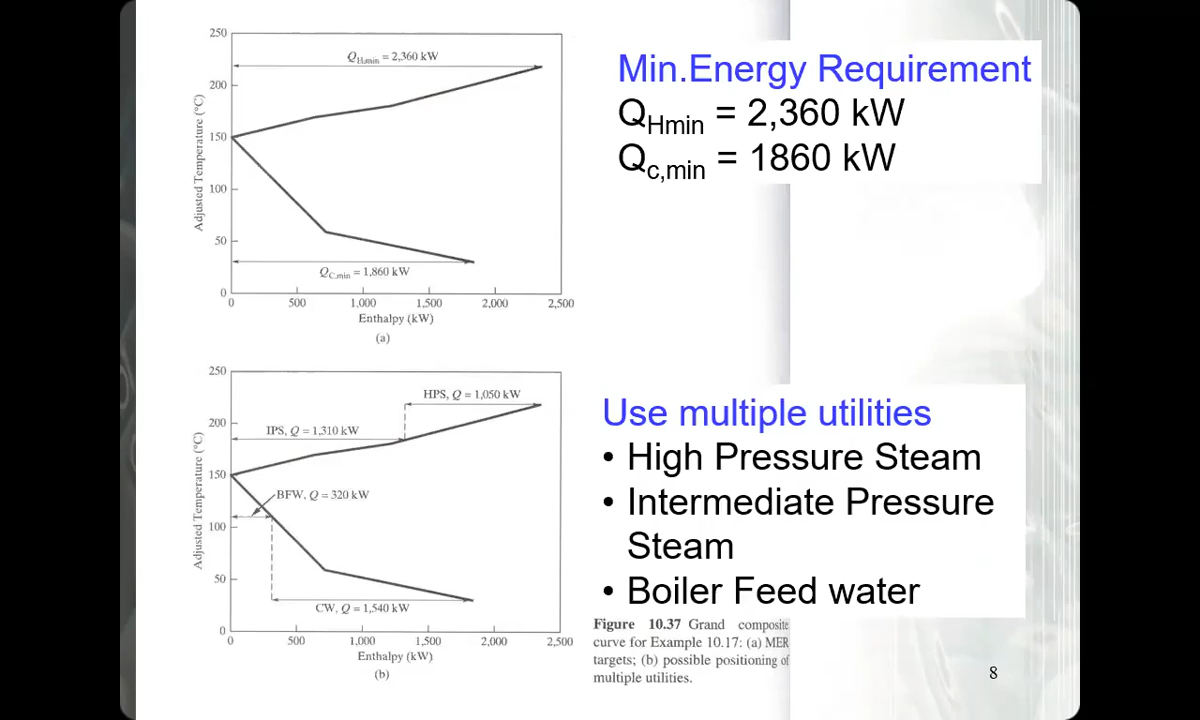 250
200
150
100
50
0
Adjusted Temperature (°C)
QH,min = 2,360 kW
QC,min = 1,860 kW
0 500 1,000 1,500 2,000 2,500
Enthalpy (kW)
(a)
Min.Energy Requirement
QHmin = 2,360 kW
Qc,min = 1860 kW
250
200
150
100
50
0
Adjusted Temperature (°C)
HPS, Q = 1,050 kW
IPS, Q = 1,310 kW
BFW, Q = 320 kW
CW, Q = 1,540 kW
0 500 1,000 1,500 2,000 2,500
Enthalpy (kW)
(b)
Use multiple utilities
• High Pressure Steam
• Intermediate Pressure
Steam
• Boiler Feed water
Figure 10.37 Grand composite
curve for Example 10.17: (a) MER
targets; (b) possible positioning of
multiple utilities.
8